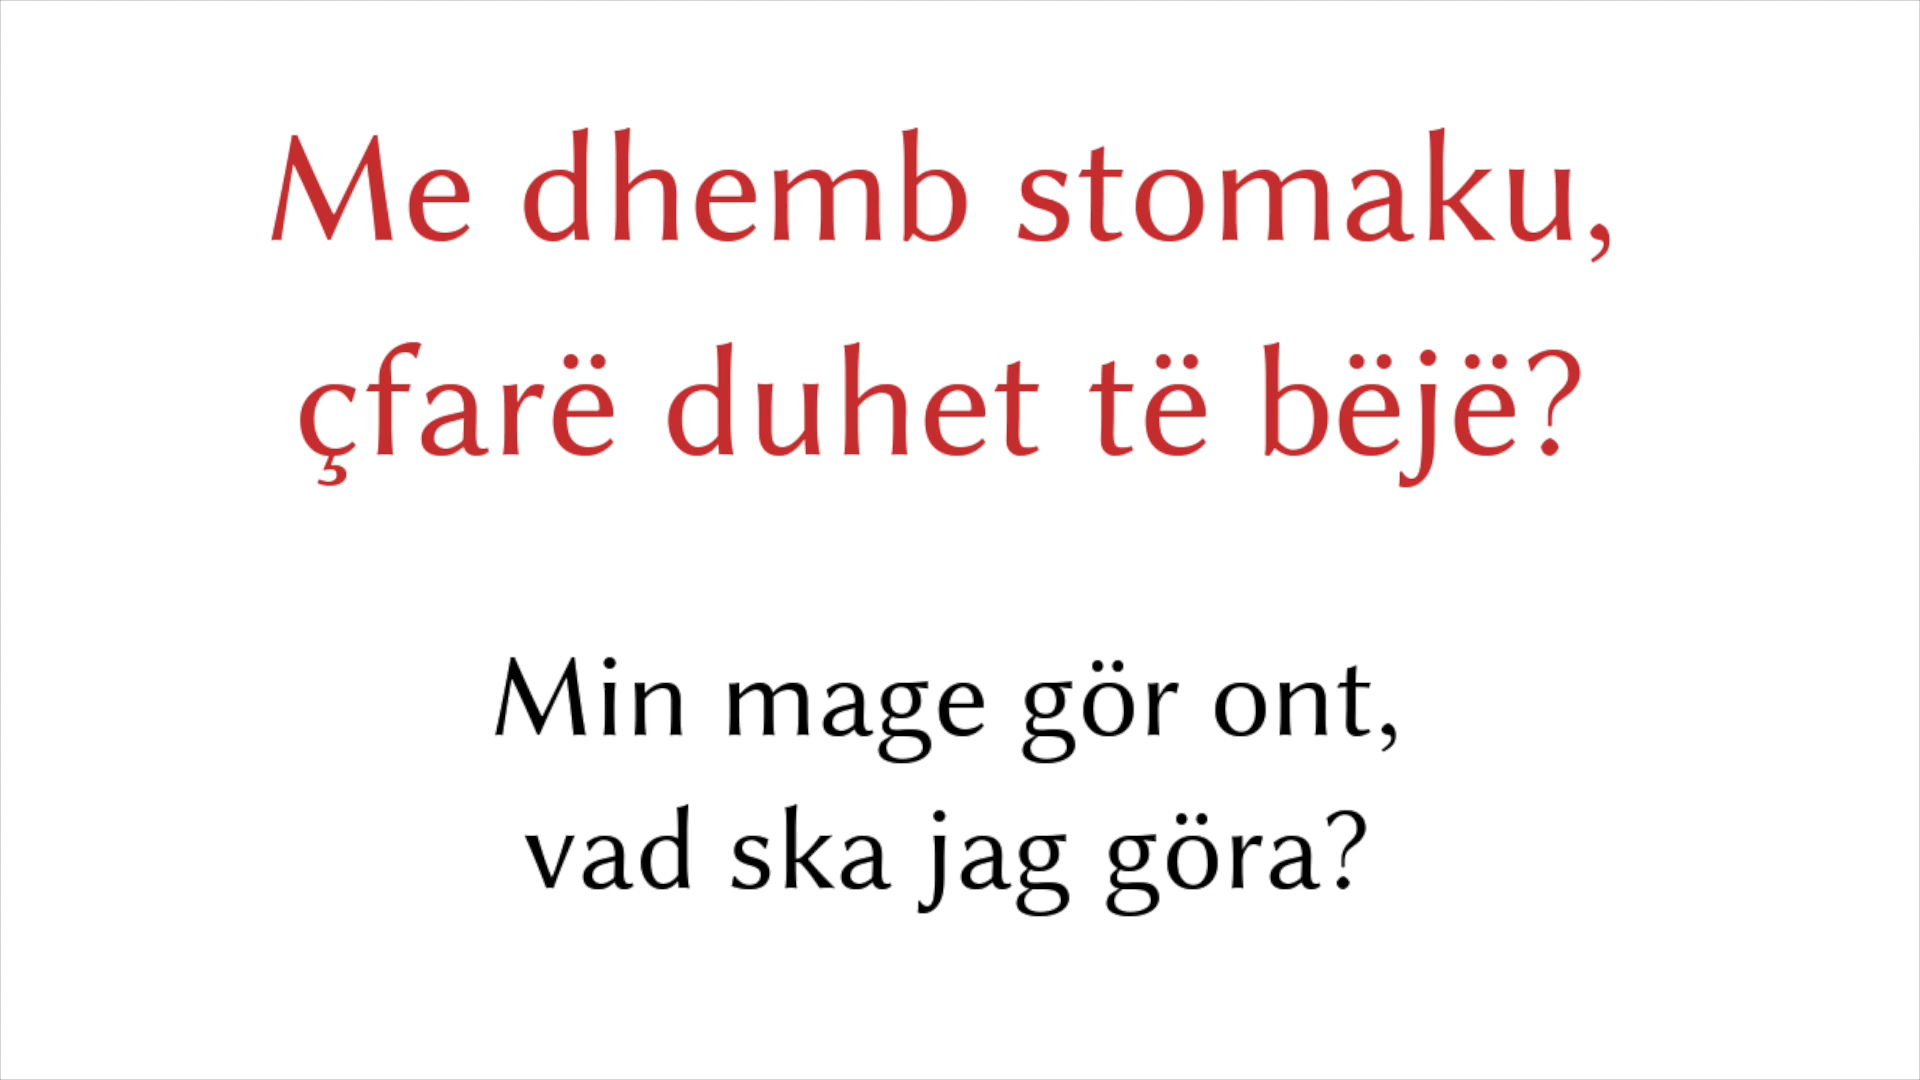 Me dhemb stomaku,
çfarë duhet të bëjë?
Min mage gör ont,
vad ska jag göra?